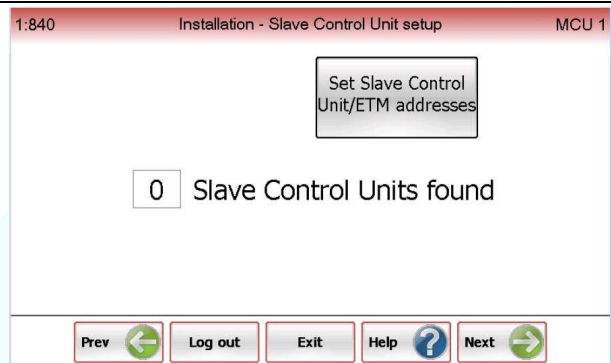 1:840 Installation - Slave Control Unit setup MCU 1
Set Slave Control
Unit/ETM addresses
0 Slave Control Units found
Prev Log out Exit Help ? Next